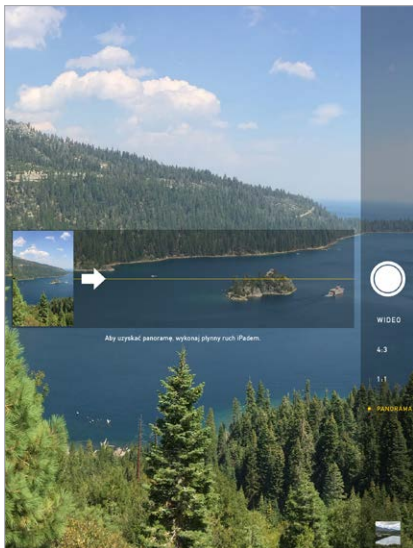 Aby uzyskać panoramę, wykonaj płynny ruch iPadem.
WIDEO
4:3
1:1
PANORAMA